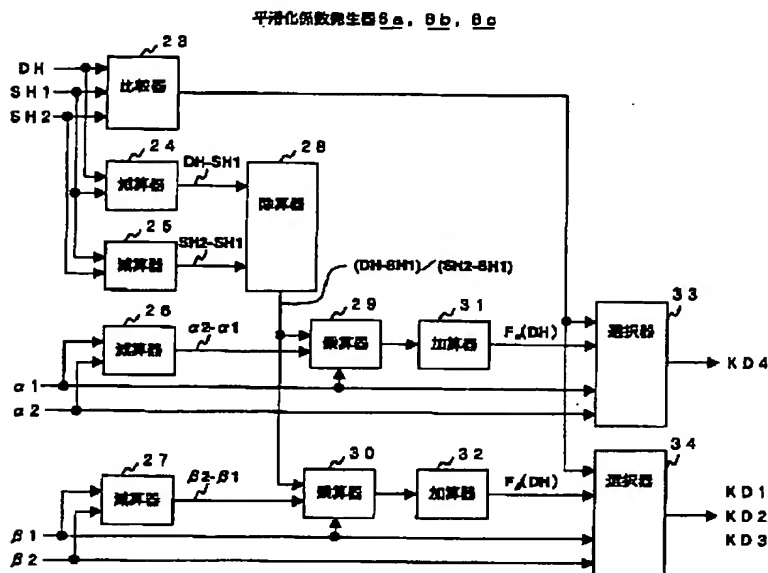 平滑化係数発生器6a, 6b, 6c
DH
SH1
SH2
23
比較器
24
減算器
DH-SH1
25
減算器
SH2-SH1
28
除算器
(DH-SH1)/(SH2-SH1)
26
減算器
α2-α1
α1
α2
29
乗算器
31
加算器
Fα(DH)
33
選択器
KD4
27
減算器
β2-β1
β1
β2
30
乗算器
32
加算器
Fβ(DH)
34
選択器
KD1
KD2
KD3